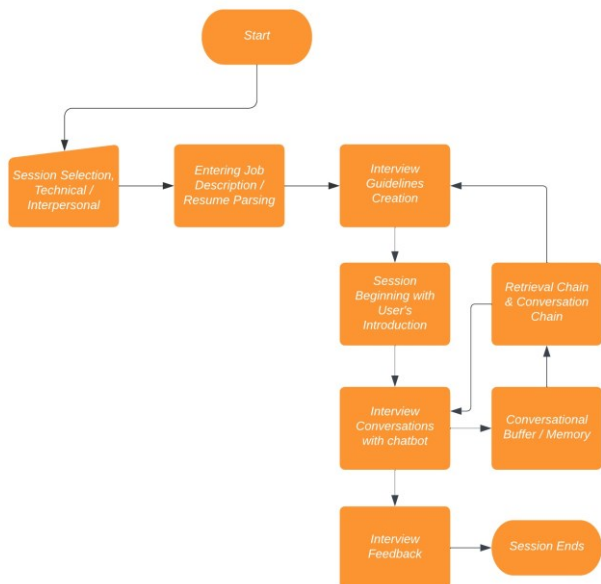 Start
Session Selection,
Technical /
Interpersonal
Entering Job
Description /
Resume Parsing
Interview
Guidelines
Creation
Session
Beginning with
User's
Introduction
Retrieval Chain
& Conversation
Chain
Interview
Conversations
with chatbot
Conversational
Buffer / Memory
Interview
Feedback
Session Ends